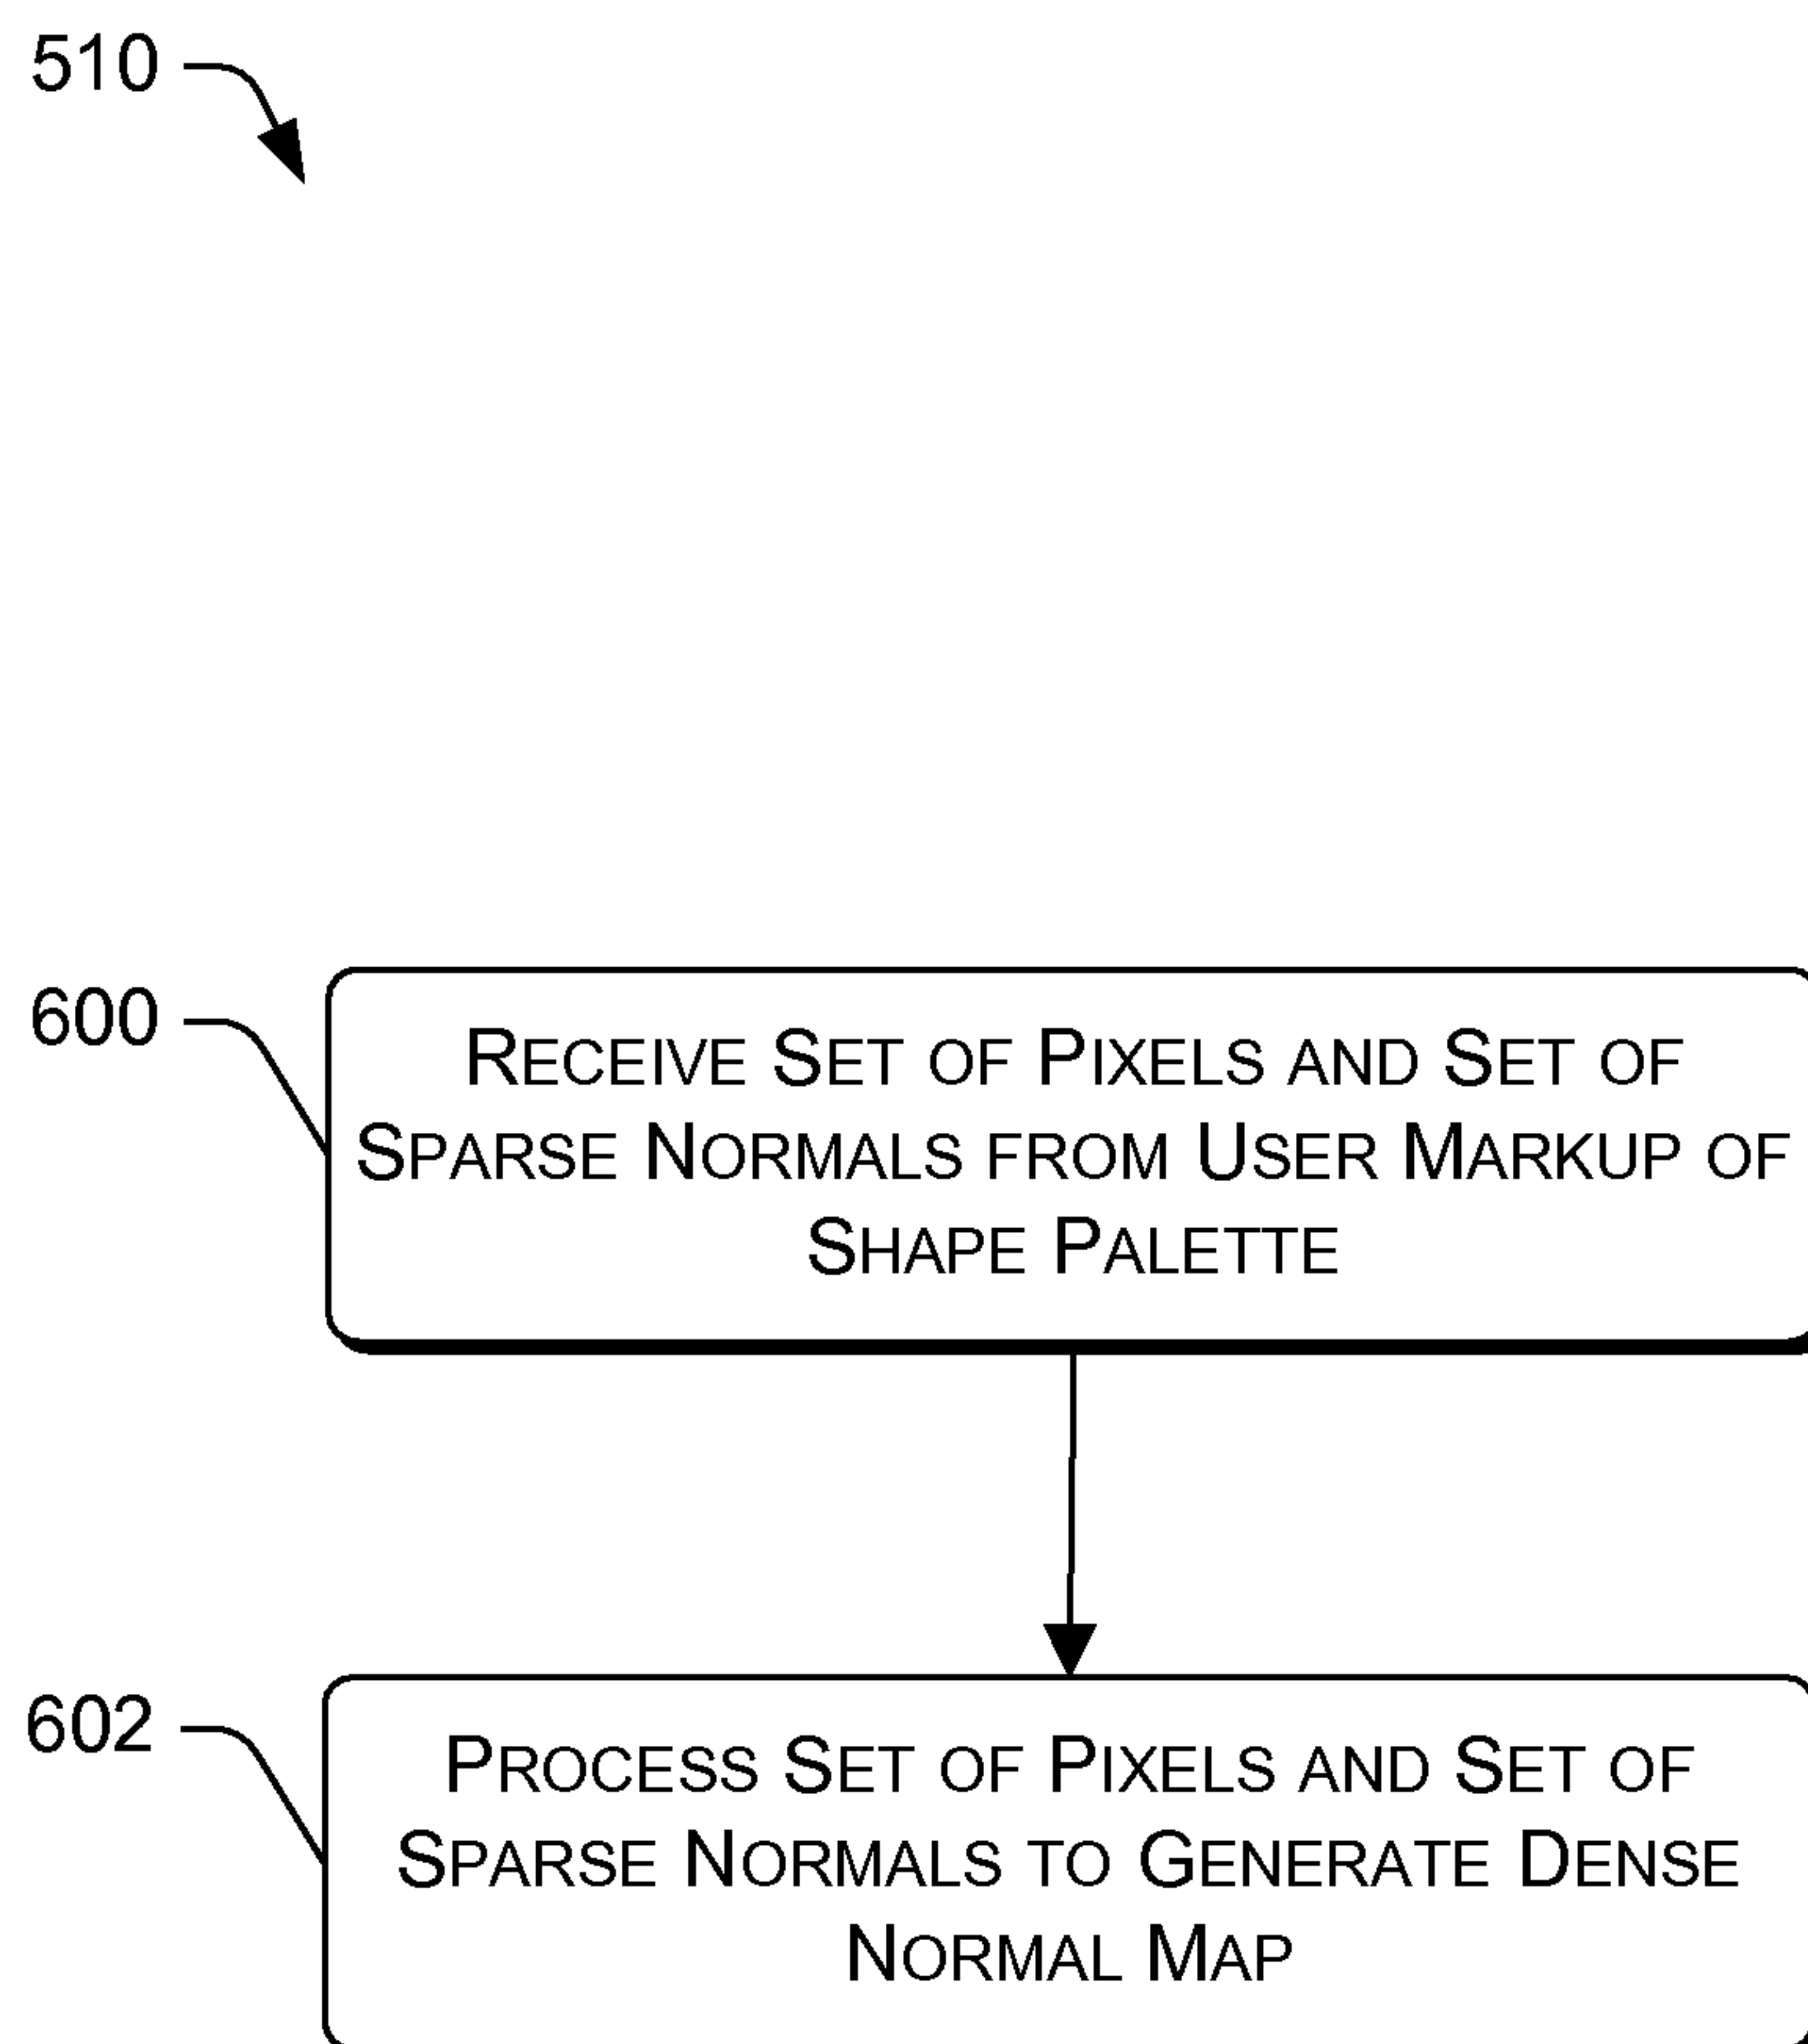 510
600
RECEIVE SET OF PIXELS AND SET OF
SPARSE NORMALS FROM USER MARKUP OF
SHAPE PALETTE
602
PROCESS SET OF PIXELS AND SET OF
SPARSE NORMALS TO GENERATE DENSE
NORMAL MAP